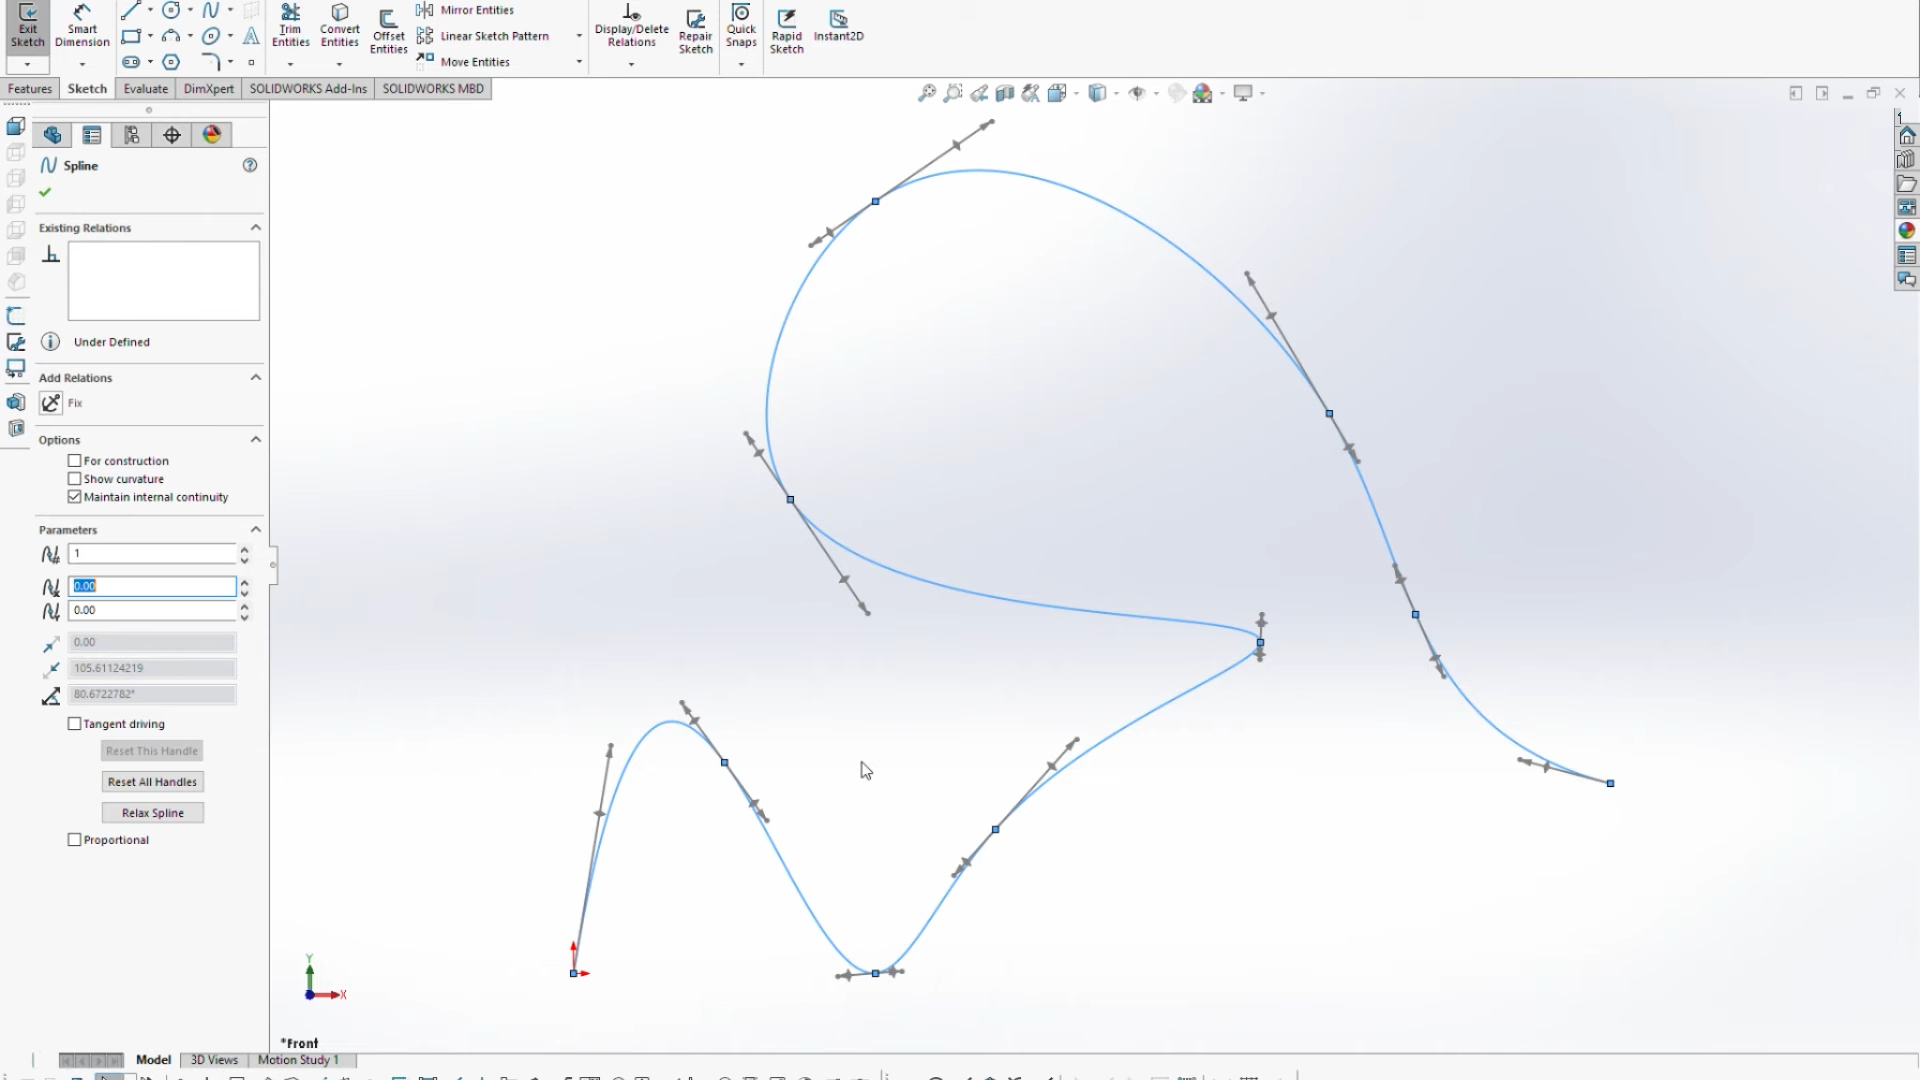 Exit Sketch
Smart Dimension
Trim Entities
Convert Entities
Offset Entities
Mirror Entities
Linear Sketch Pattern
Move Entities
Display/Delete Relations
Repair Sketch
Quick Snaps
Rapid Sketch
Instant2D
Features
Sketch
Evaluate
DimXpert
SOLIDWORKS Add-Ins
SOLIDWORKS MBD
Spline
Existing Relations
Under Defined
Add Relations
Fix
Options
For construction
Show curvature
Maintain internal continuity
Parameters
1
0.00
0.00
0.00
105.61124219
80.6722782°
Tangent driving
Reset This Handle
Reset All Handles
Relax Spline
Proportional
Y
X
*Front
Model
3D Views
Motion Study 1